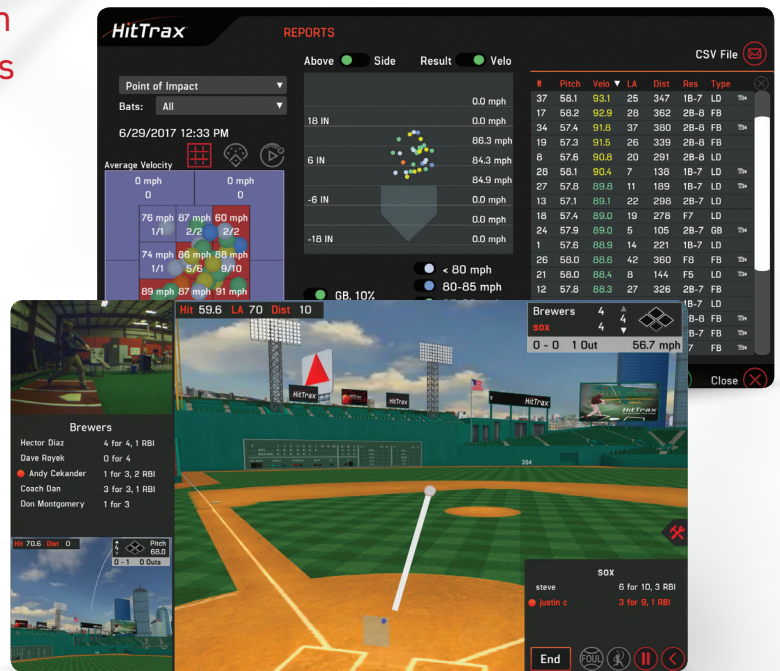 n
s
HitTrax
REPORTS
Above Side Result Velo
CSV File
Point of Impact
Bats: All
6/29/2017 12:33 PM
Average Velocity
0 mph 0 mph
0 0
76 mph 87 mph 60 mph
1/1 2/2 2/2
74 mph 86 mph 88 mph
1/1 5/6 9/10
89 mph 87 mph 91 mph
0.0 mph
18 IN 0.0 mph
86.3 mph
6 IN 84.3 mph
84.9 mph
-6 IN 0.0 mph
0.0 mph
-18 IN 0.0 mph
< 80 mph
80-85 mph
GB, 10%
# Pitch Velo LA Dist Res Type
37 58.1 93.1 25 347 1B-7 LD
17 58.2 92.9 28 362 2B-8 FB
34 57.4 91.8 37 380 2B-8 FB
19 57.3 91.5 26 339 2B-8 FB
8 57.6 90.8 20 291 2B-8 LD
28 58.1 90.4 7 138 1B-7 LD
27 57.8 89.8 11 189 1B-7 LD
13 57.1 89.1 22 298 2B-7 LD
18 57.4 89.0 19 278 F7 LD
24 57.9 89.0 5 105 2B-7 GB
1 57.6 88.9 14 221 1B-7 LD
26 58.0 88.6 42 360 F8 FB
21 58.0 88.4 8 144 F5 LD
12 57.8 88.3 27 326 2B-7 FB
1B-7 LD
2B-8 FB
2B-7 FB
7 FB
Close
Hit 59.6 LA 70 Dist 10
Brewers 4
sox 4
4
0 - 0 1 Out 56.7 mph
HitTrax
HitTrax
HitTrax
HitTrax
354
Brewers
Hector Diaz 4 for 4, 1 RBI
Dave Royek 0 for 4
Andy Cekander 1 for 3, 2 RBI
Coach Dan 3 for 3, 1 RBI
Don Montgomery 1 for 3
Hit 70.6 Dist 0
4 Pitch
68.0
0 - 1 0 Outs
sox
steve 6 for 10, 3 RBI
justin c 3 for 9, 1 RBI
End
FOUL